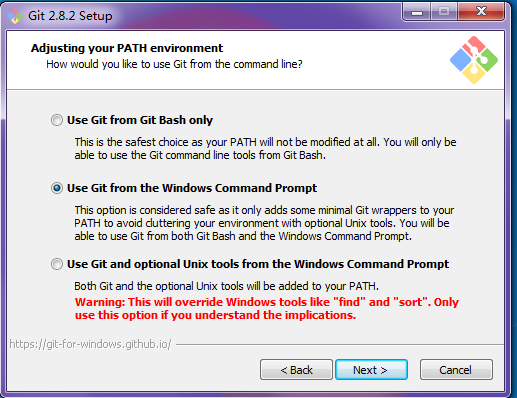 Git 2.8.2 Setup
Adjusting your PATH environment
How would you like to use Git from the command line?
Use Git from Git Bash only
This is the safest choice as your PATH will not be modified at all. You will only be
able to use the Git command line tools from Git Bash.
Use Git from the Windows Command Prompt
This option is considered safe as it only adds some minimal Git wrappers to your
PATH to avoid cluttering your environment with optional Unix tools. You will be
able to use Git from both Git Bash and the Windows Command Prompt.
Use Git and optional Unix tools from the Windows Command Prompt
Both Git and the optional Unix tools will be added to your PATH.
Warning: This will override Windows tools like "find" and "sort". Only
use this option if you understand the implications.
https://git-for-windows.github.io/
< Back
Next >
Cancel